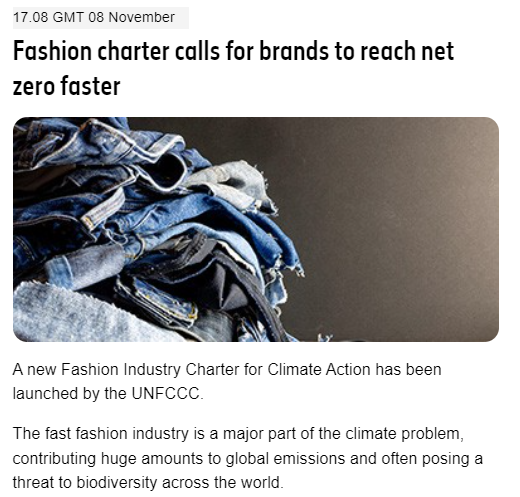 17.08 GMT 08 November
Fashion charter calls for brands to reach net
zero faster
A new Fashion Industry Charter for Climate Action has been
launched by the UNFCCC.
The fast fashion industry is a major part of the climate problem,
contributing huge amounts to global emissions and often posing a
threat to biodiversity across the world.